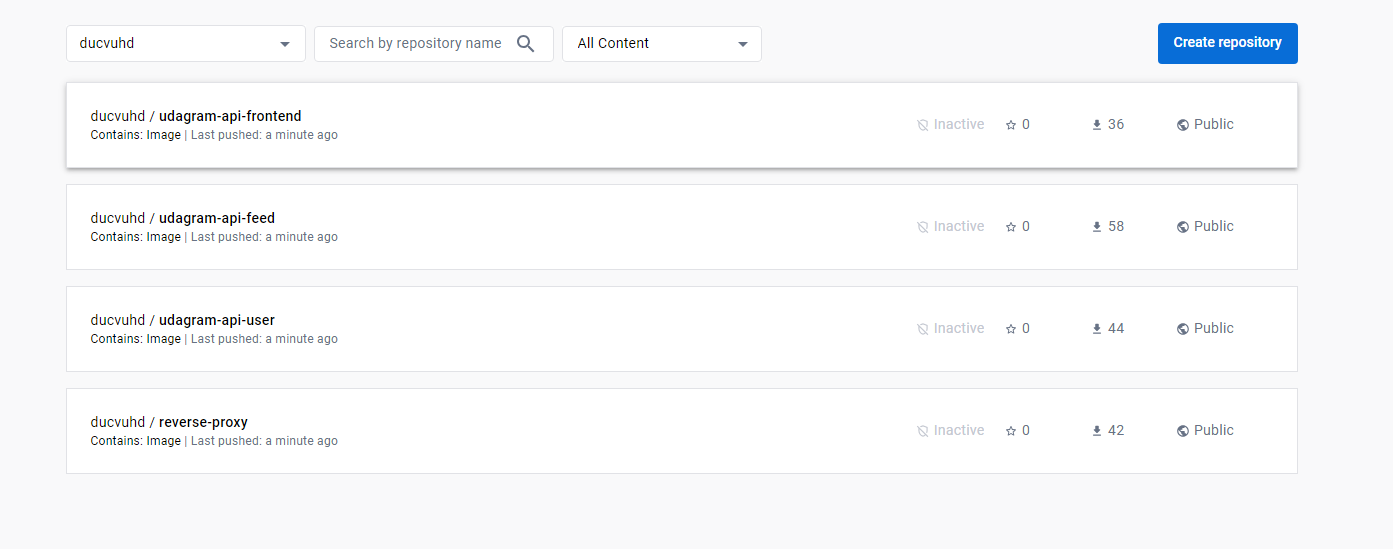 ducvuhd
Search by repository name
All Content
Create repository
ducvuhd / udagram-api-frontend
Contains: Image | Last pushed: a minute ago
Inactive
0
36
Public
ducvuhd / udagram-api-feed
Contains: Image | Last pushed: a minute ago
Inactive
0
58
Public
ducvuhd / udagram-api-user
Contains: Image | Last pushed: a minute ago
Inactive
0
44
Public
ducvuhd / reverse-proxy
Contains: Image | Last pushed: a minute ago
Inactive
0
42
Public